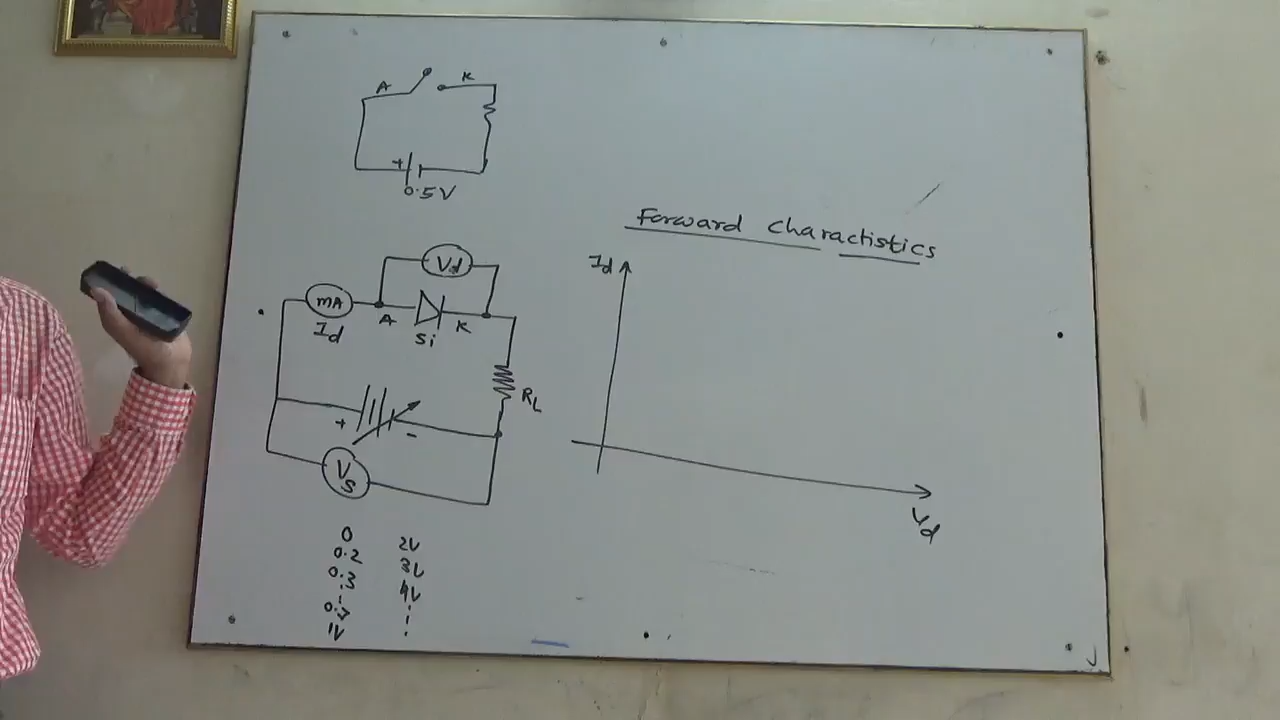 A K
+
0.5V
Forward Charactistics
Vd
mA
A K
Id
Si
RL
+ -
Vs
Id
Vd
0
0.2
0.3
0.7
1V
2V
3V
4V